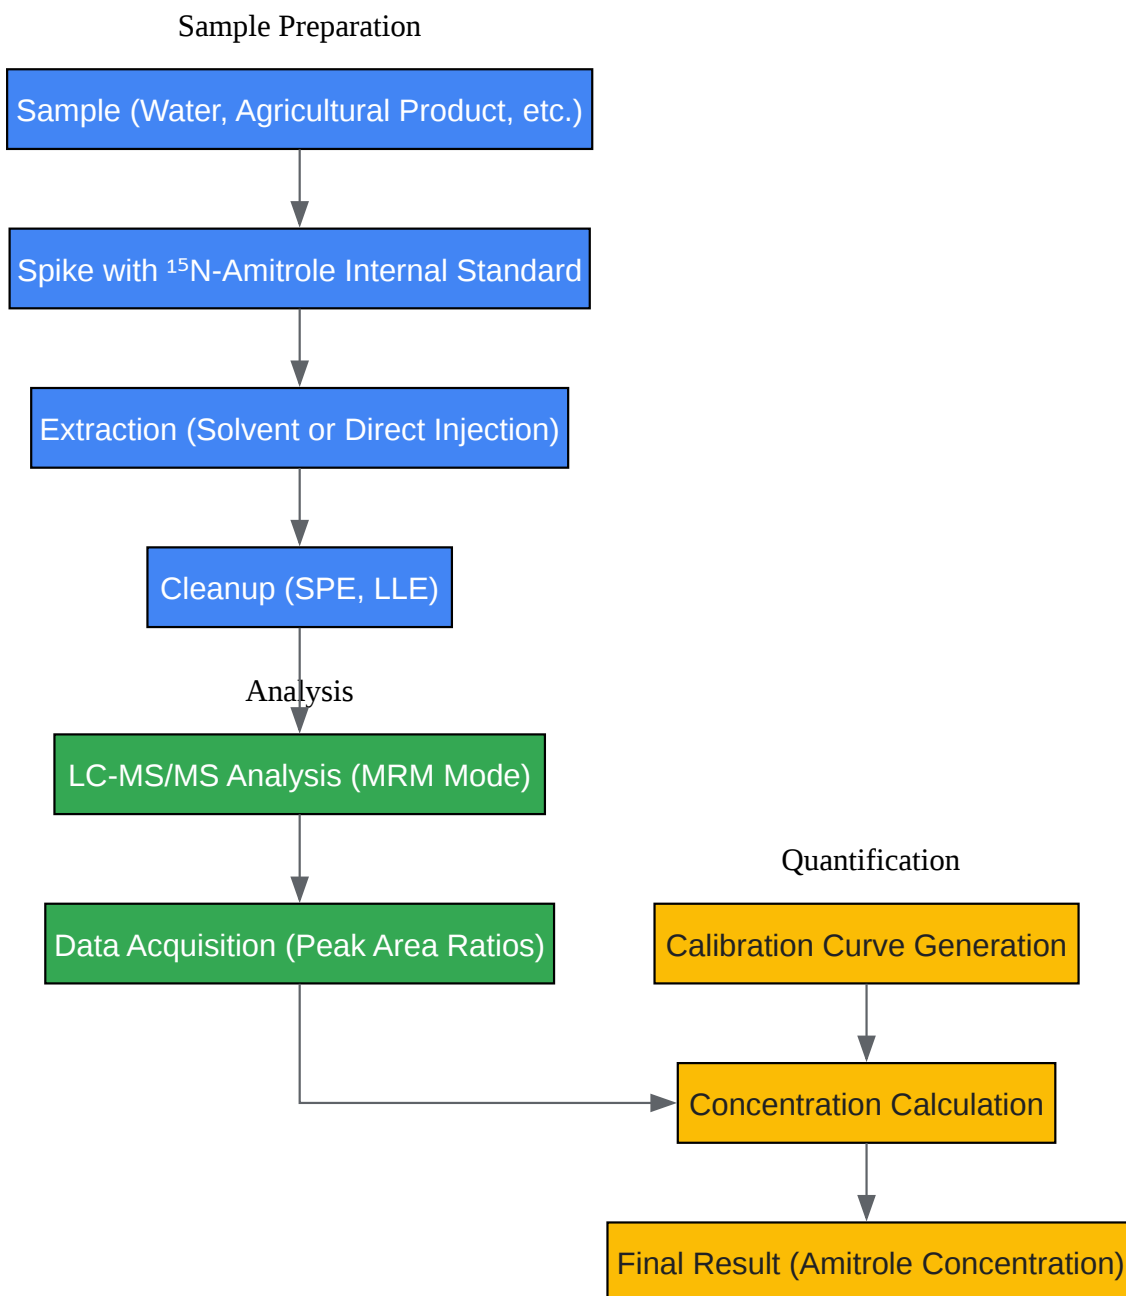 Sample Preparation
Sample (Water, Agricultural Product, etc.)
Spike with ¹⁵N-Amitrole Internal Standard
Extraction (Solvent or Direct Injection)
Cleanup (SPE, LLE)
Analysis
LC-MS/MS Analysis (MRM Mode)
Data Acquisition (Peak Area Ratios)
Quantification
Calibration Curve Generation
Concentration Calculation
Final Result (Amitrole Concentration)